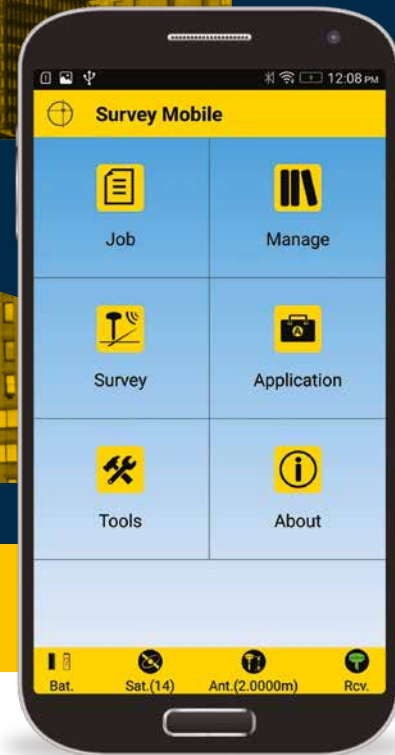 12:08 PM
Survey Mobile
Job Manage
Survey Application
Tools About
Bat. Sat.(14) Ant.(2.0000m) Rcv.